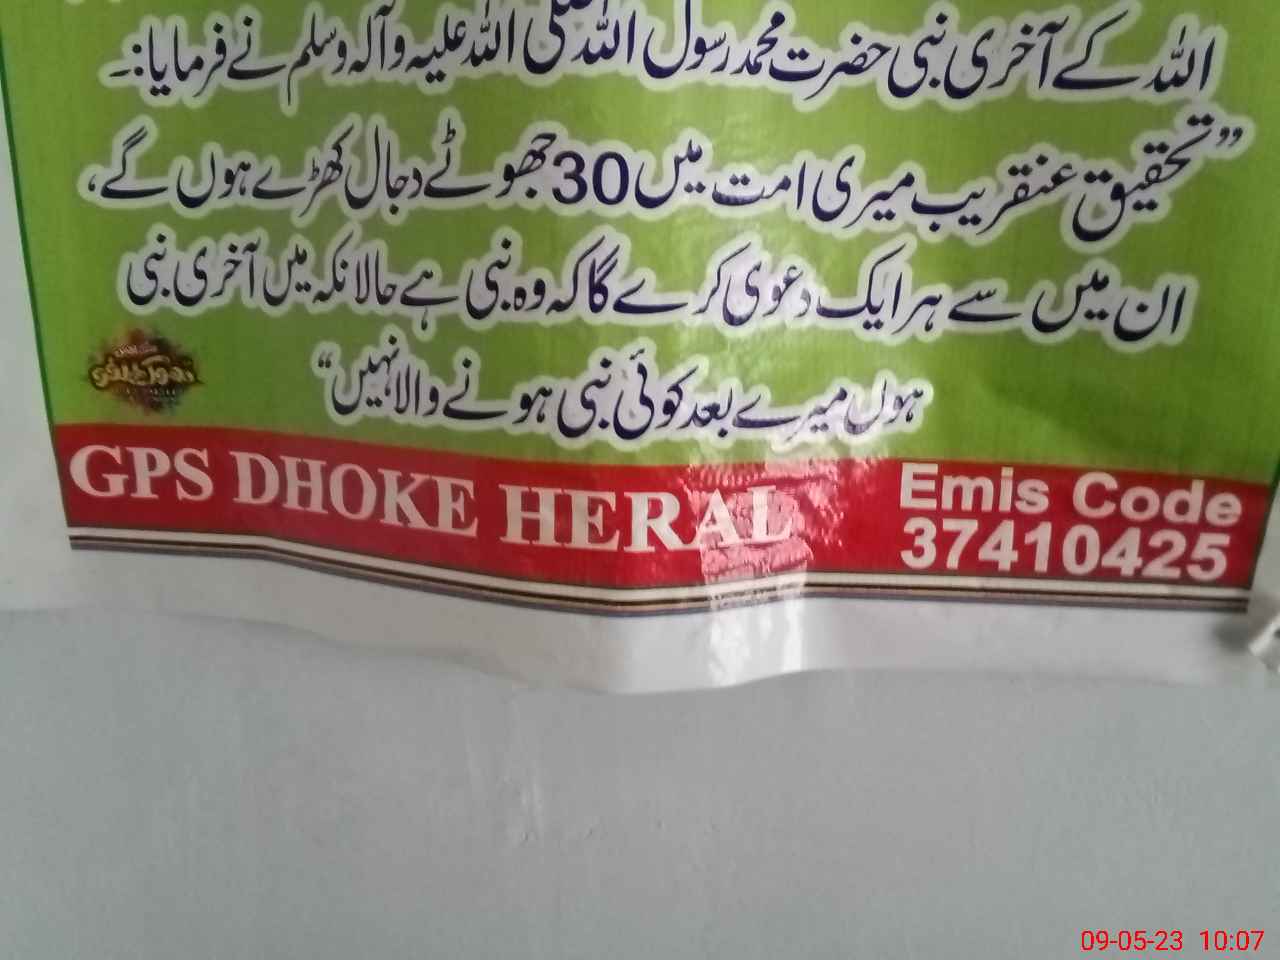 اللہ کے آخری نبی حضرت محمد رسول اللہ صلی اللہ علیہ وآلہ وسلم نے فرمایا:۔
”تحقیق عنقریب میری امت میں 30 جھوٹے دجال کھڑے ہوں گے،
ان میں سے ہر ایک دعوی کرے گا کہ وہ نبی ہے حالانکہ میں آخری نبی
ہوں میرے بعد کوئی نبی ہونے والا نہیں“
GPS DHOKE HERAL
Emis Code
37410425
09-05-23 10:07